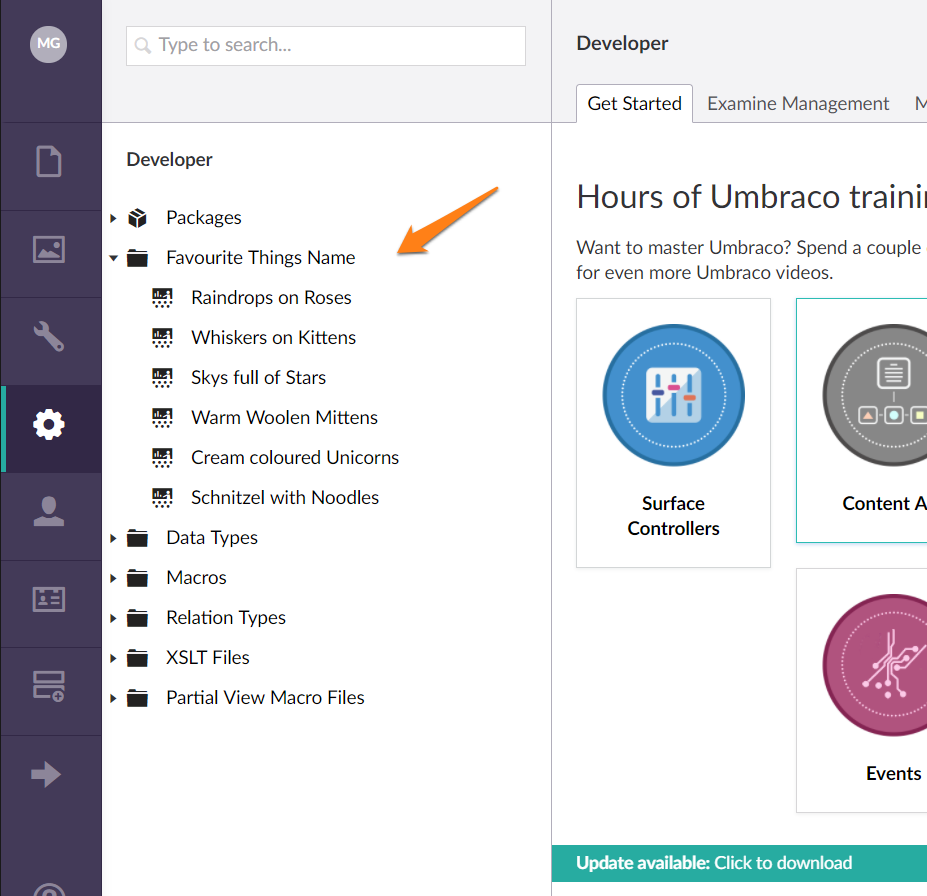 MG
Type to search...
Developer
Packages
Favourite Things Name
Raindrops on Roses
Whiskers on Kittens
Skys full of Stars
Warm Woolen Mittens
Cream coloured Unicorns
Schnitzel with Noodles
Data Types
Macros
Relation Types
XSLT Files
Partial View Macro Files
Developer
Get Started
Examine Management
M
Hours of Umbraco
Want to master Umbraco? Spend a couple
for even more Umbraco videos.
Surface
Controllers
Content A
Events
Update available: Click to download